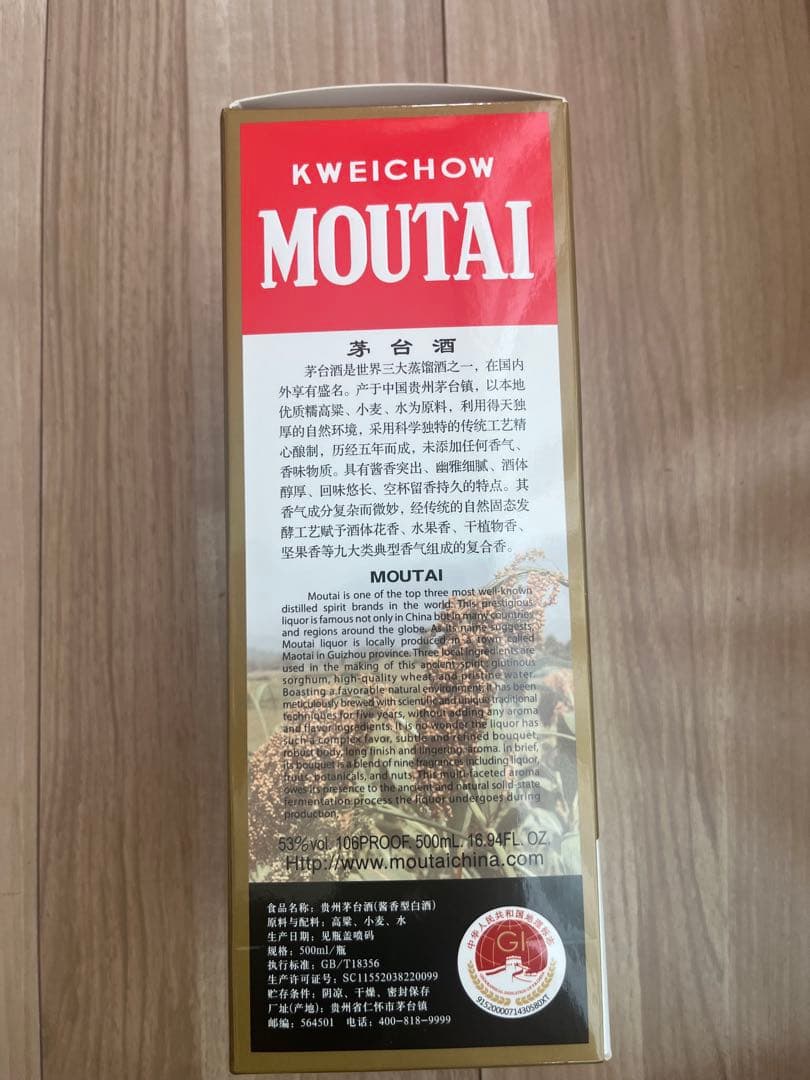 KWEICHOW
MOUTAI
茅台酒
茅台酒是世界三大蒸馏酒之一，在国内
外享有盛名。产于中国贵州茅台镇，以本地
优质糯高粱、小麦、水为原料，利用得天独
厚的自然环境，采用科学独特的传统工艺精
心酿制，历经五年而成，未添加任何香气、
香味物质。具有酱香突出、幽雅细腻、酒体
醇厚、回味悠长、空杯留香持久的特点。其
香气成分复杂而微妙，经传统的自然固态发
酵工艺赋予酒体花香、水果香、干植物香、
坚果香等九大类典型香气组成的复合香。
MOUTAI
Moutai is one of the top three most well-known
distilled spirit brands in the world. This prestigious
liquor is famous not only in China but in many countries
and regions around the globe. As its name suggests,
Moutai liquor is locally produced in a town called
Maotai in Guizhou province. Three local ingredients are
used in the making of this ancient spirit: glutinous
sorghum, high-quality wheat, and pristine water.
Boasting a favorable natural environment, it has been
meticulously brewed with scientific and unique traditional
techniques for five years, without adding any aroma
and flavor ingredients. It is no wonder the liquor has
such a complex favor, subtle and refined bouquet,
robust body, long finish and lingering aroma. In brief,
its bouquet is a blend of nine fragrances including liquor,
fruits, botanicals, and nuts. This multi-faceted aroma
owes its presence to the ancient and natural solid-state
fermentation process the liquor undergoes during
production.
53%vol. 106PROOF. 500mL. 16.94FL. OZ.
Http://www.moutaichina.com
食品名称：贵州茅台酒(酱香型白酒)
原料与配料：高粱、小麦、水
生产日期：见瓶盖喷码
规格：500ml/瓶
执行标准：GB/T18356
生产许可证号：SC11552038220099
贮存条件：阴凉、干燥、密封保存
厂址(产地)：贵州省仁怀市茅台镇
邮编：564501 电话：400-818-9999
中华人民共和国地理标志
GI
915200007143058​0XT